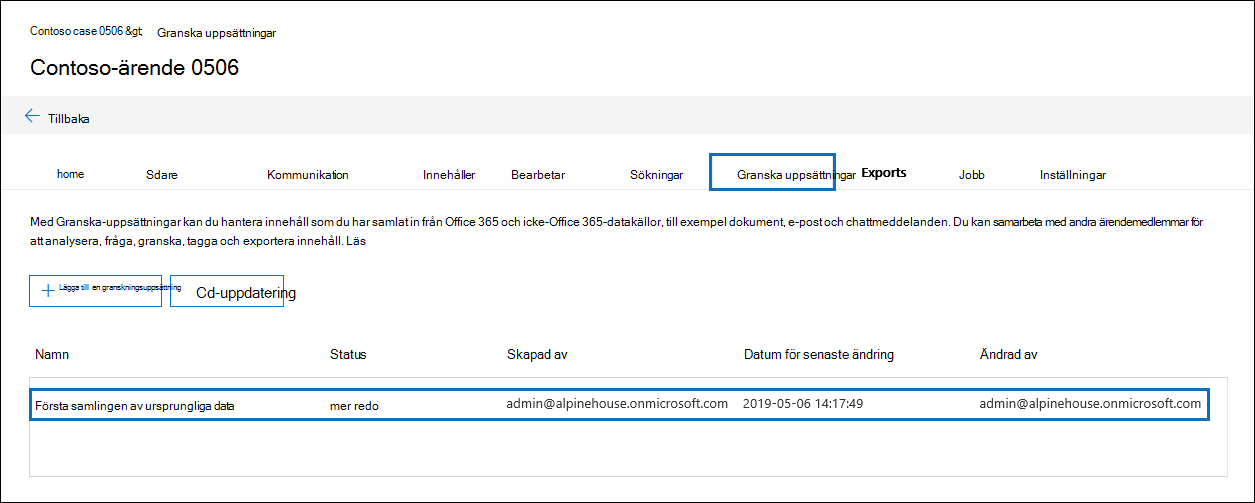 Contoso case 0506 &gt; Granska uppsättningar
Contoso-ärende 0506
Tillbaka
home Sdare Kommunikation Innehåller Bearbetar Sökningar Granska uppsättningar Exports Jobb Inställningar
Med Granska-uppsättningar kan du hantera innehåll som du har samlat in från Office 365 och icke-Office 365-datakällor, till exempel dokument, e-post och chattmeddelanden. Du kan samarbeta med andra ärendemedlemmar för
att analysera, fråga, granska, tagga och exportera innehåll. Läs
Lägga till en granskningsuppsättning Cd-uppdatering
Namn Status Skapad av Datum för senaste ändring Ändrad av
Första samlingen av ursprungliga data mer redo admin@alpinehouse.onmicrosoft.com 2019-05-06 14:17:49 admin@alpinehouse.onmicrosoft.com